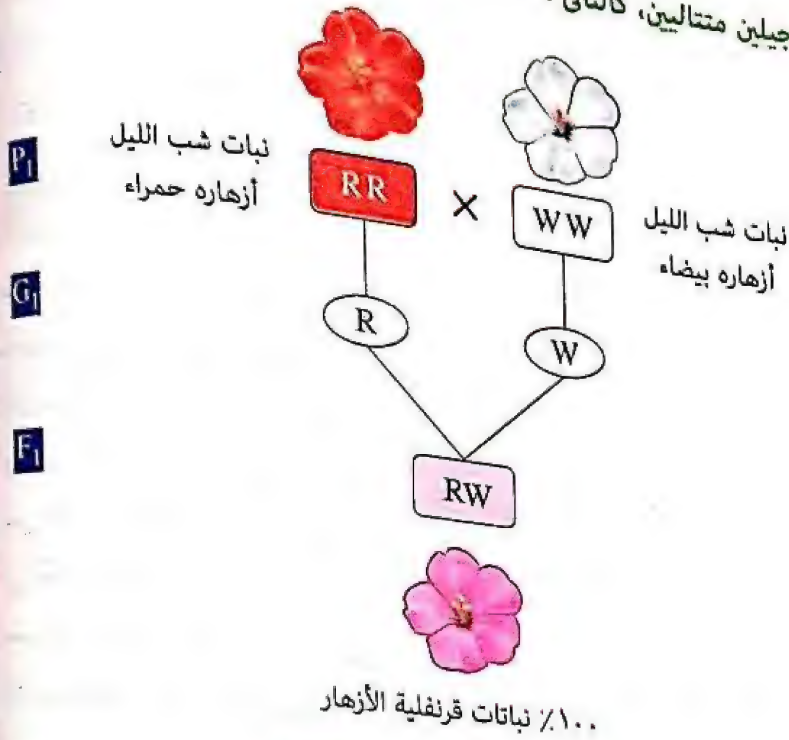 جيلين متتاليين، كالتالى
P₁
نبات شب الليل
أزهاره حمراء
RR
×
WW
نبات شب الليل
أزهاره بيضاء
G₁
R
W
F₁
RW
١٠٠٪ نباتات قرنفلية الأزهار